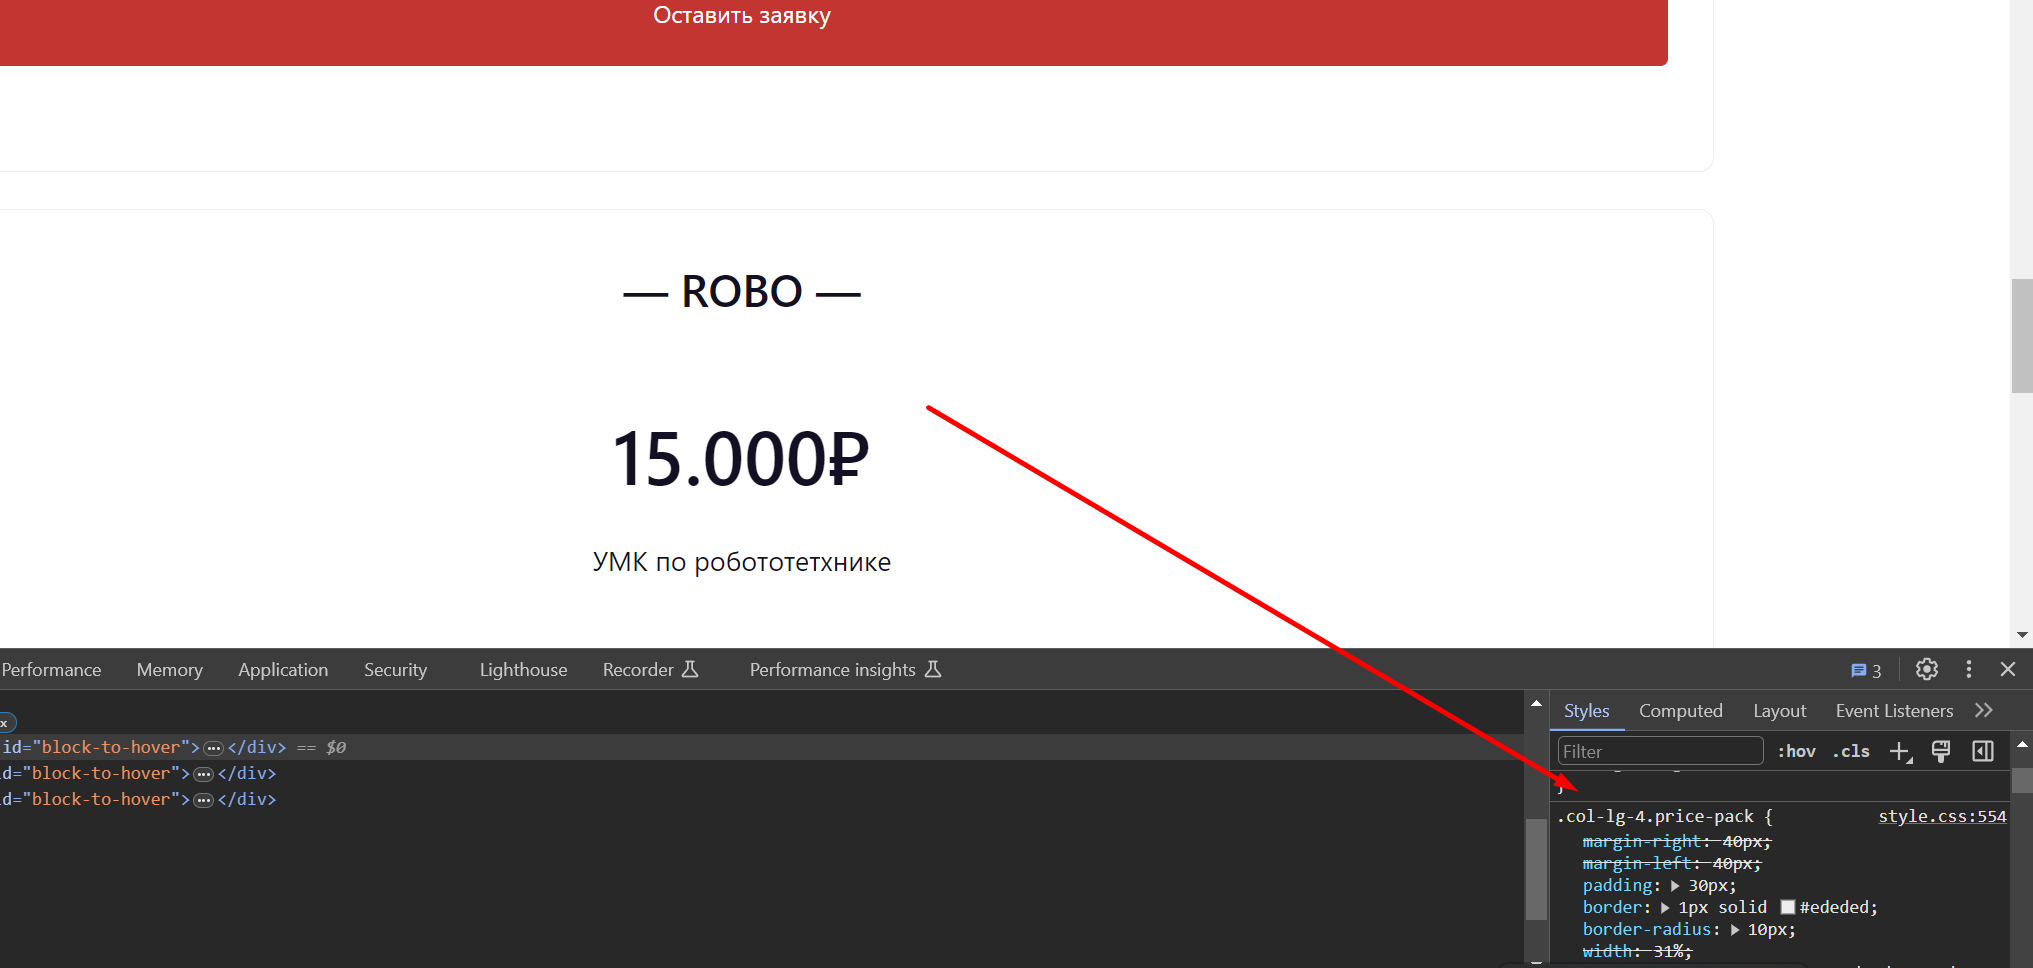 Оставить заявку
— ROBO —
15.000₽
УМК по робототетхнике
Performance Memory Application Security Lighthouse Recorder Performance insights 3
x
id="block-to-hover">…</div> == $0
d="block-to-hover">…</div>
d="block-to-hover">…</div>
Styles Computed Layout Event Listeners
Filter :hov .cls
}
.col-lg-4.price-pack { style.css:554
margin-right: 40px;
margin-left: 40px;
padding: 30px;
border: 1px solid #ededed;
border-radius: 10px;
width: 31%;